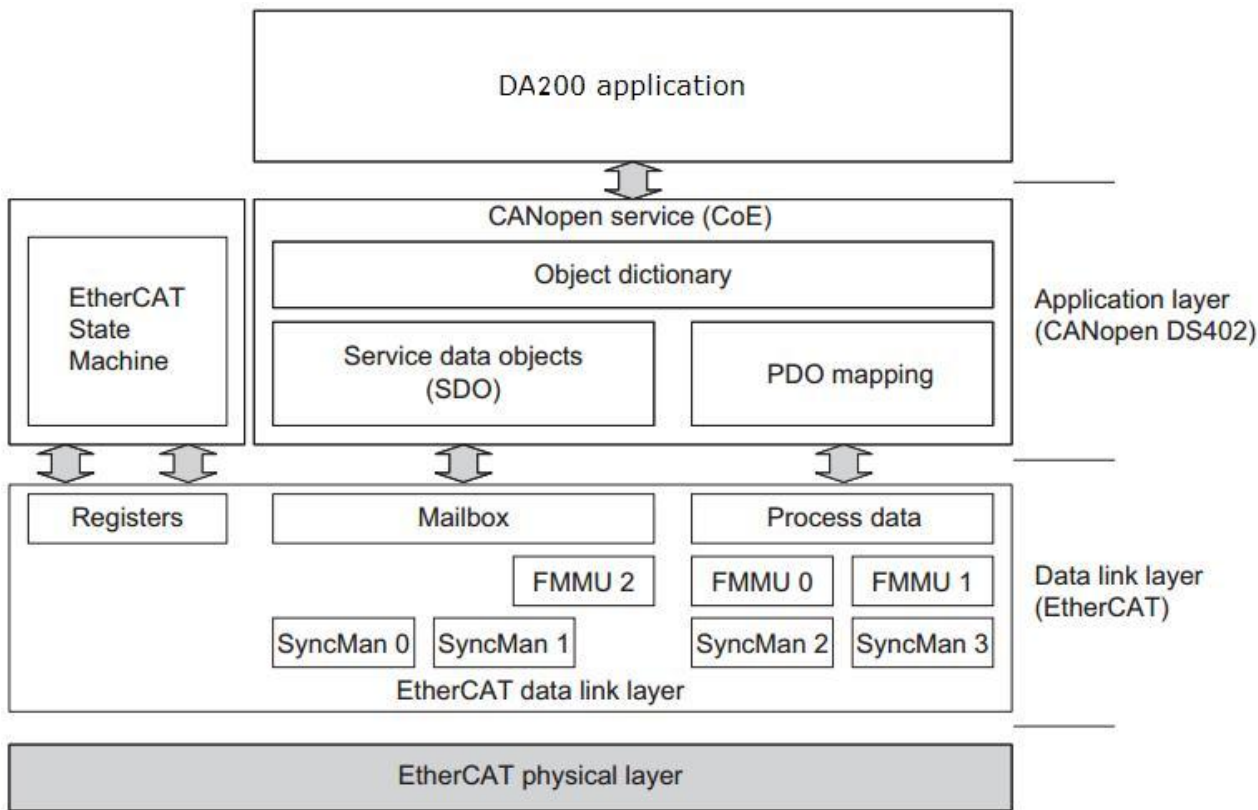 DA200 application
CANopen service (CoE)
Object dictionary
EtherCAT
State
Machine
Service data objects
(SDO)
PDO mapping
Application layer
(CANopen DS402)
Registers
Mailbox
Process data
FMMU 2
FMMU 0
FMMU 1
Data link layer
(EtherCAT)
SyncMan 0
SyncMan 1
SyncMan 2
SyncMan 3
EtherCAT data link layer
EtherCAT physical layer